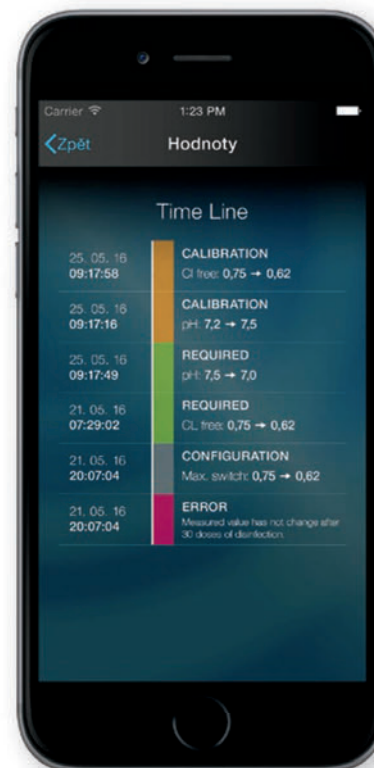 Carrier 1:23 PM
Zpět Hodnoty
Time Line
25. 05. 16 CALIBRATION
09:17:58 Cl free: 0,75 → 0,62
25. 05. 16 CALIBRATION
09:17:16 pH: 7,2 → 7,5
25. 05. 16 REQUIRED
09:17:49 pH: 7,5 → 7,0
21. 05. 16 REQUIRED
07:29:02 CL free: 0,75 → 0,62
21. 05. 16 CONFIGURATION
20:07:04 Max. switch: 0,75 → 0,62
21. 05. 16 ERROR
20:07:04 Measured value has not change after
30 doses of disinfection.